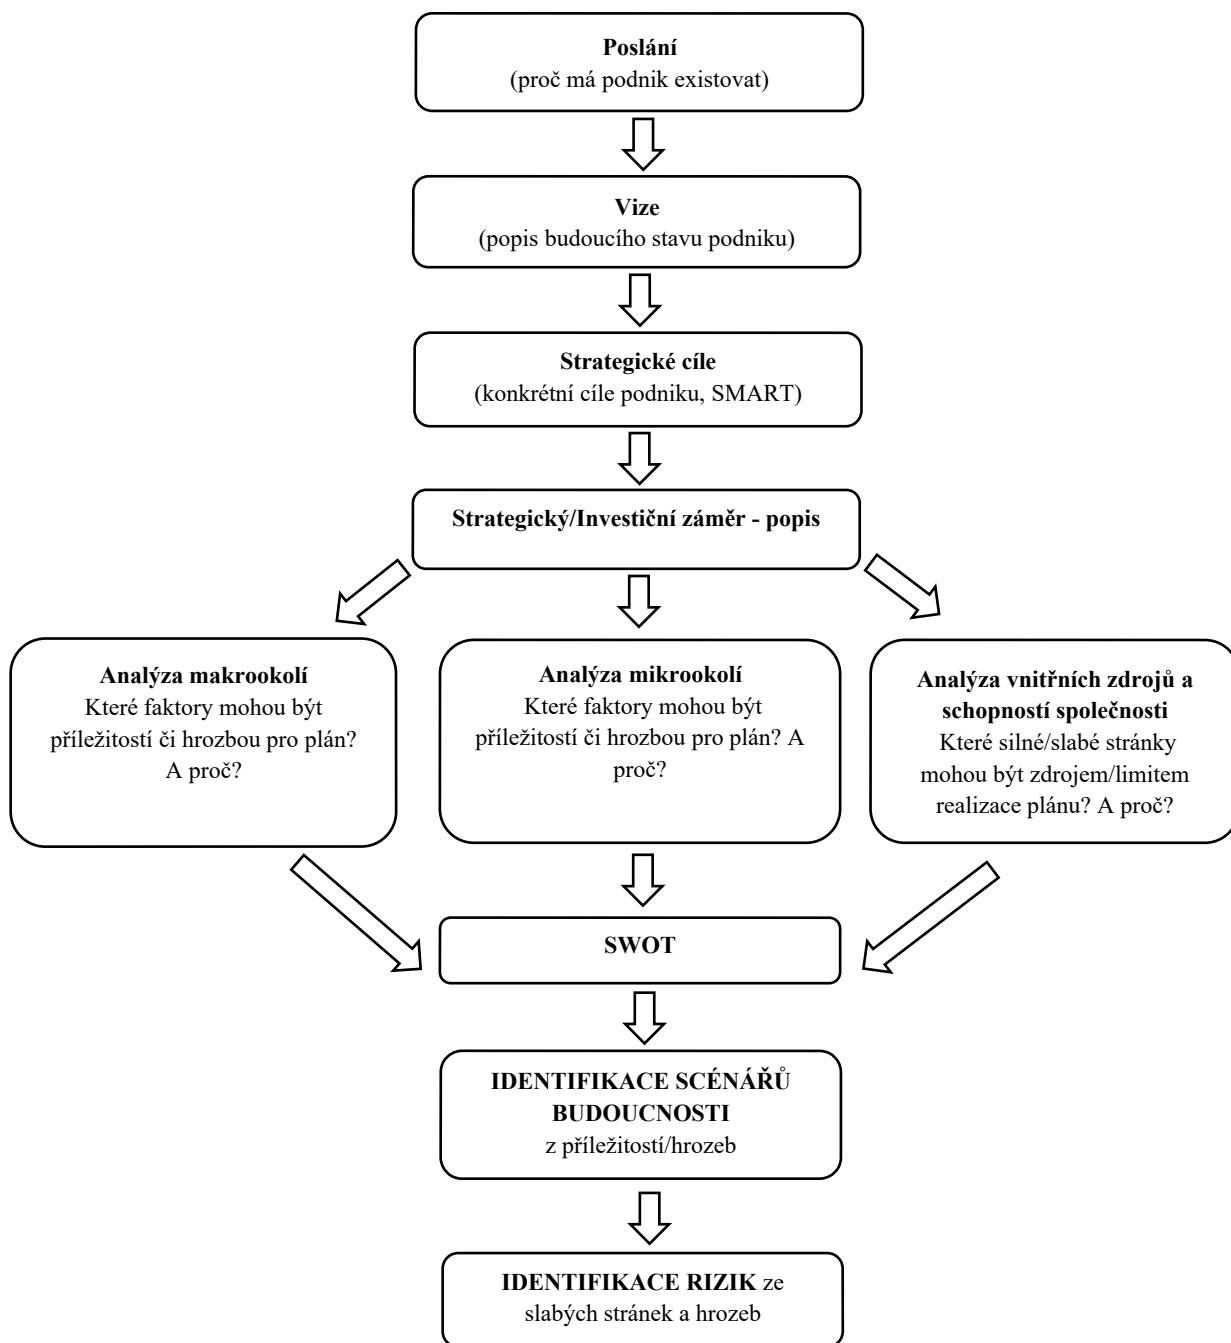 Poslání
(proč má podnik existovat)
Vize
(popis budoucího stavu podniku)
Strategické cíle
(konkrétní cíle podniku, SMART)
Strategický/Investiční záměr - popis
Analýza makrookolí
Které faktory mohou být
příležitostí či hrozbou pro plán?
A proč?
Analýza mikrookolí
Které faktory mohou být
příležitostí či hrozbou pro plán? A
proč?
Analýza vnitřních zdrojů a
schopností společnosti
Které silné/slabé stránky
mohou být zdrojem/limitem
realizace plánu? A proč?
SWOT
IDENTIFIKACE SCÉNÁŘŮ
BUDOUCNOSTI
z příležitostí/hrozeb
IDENTIFIKACE RIZIK ze
slabých stránek a hrozeb